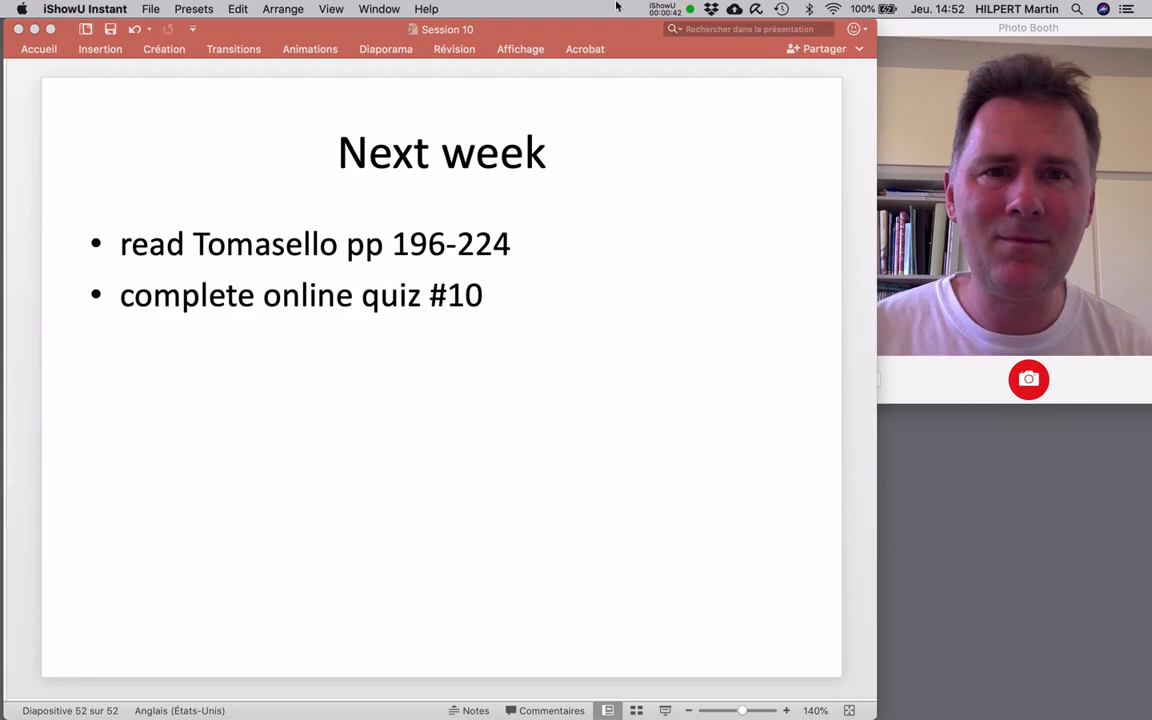 iShowU Instant File Presets Edit Arrange View Window Help iShowU 00:00:42 100% Jeu. 14:52 HILPERT Martin
Session 10
Rechercher dans la présentation
Photo Booth
Accueil Insertion Création Transitions Animations Diaporama Révision Affichage Acrobat Partager
Next week
• read Tomasello pp 196-224
• complete online quiz #10
Diapositive 52 sur 52 Anglais (États-Unis) Notes Commentaires 140%